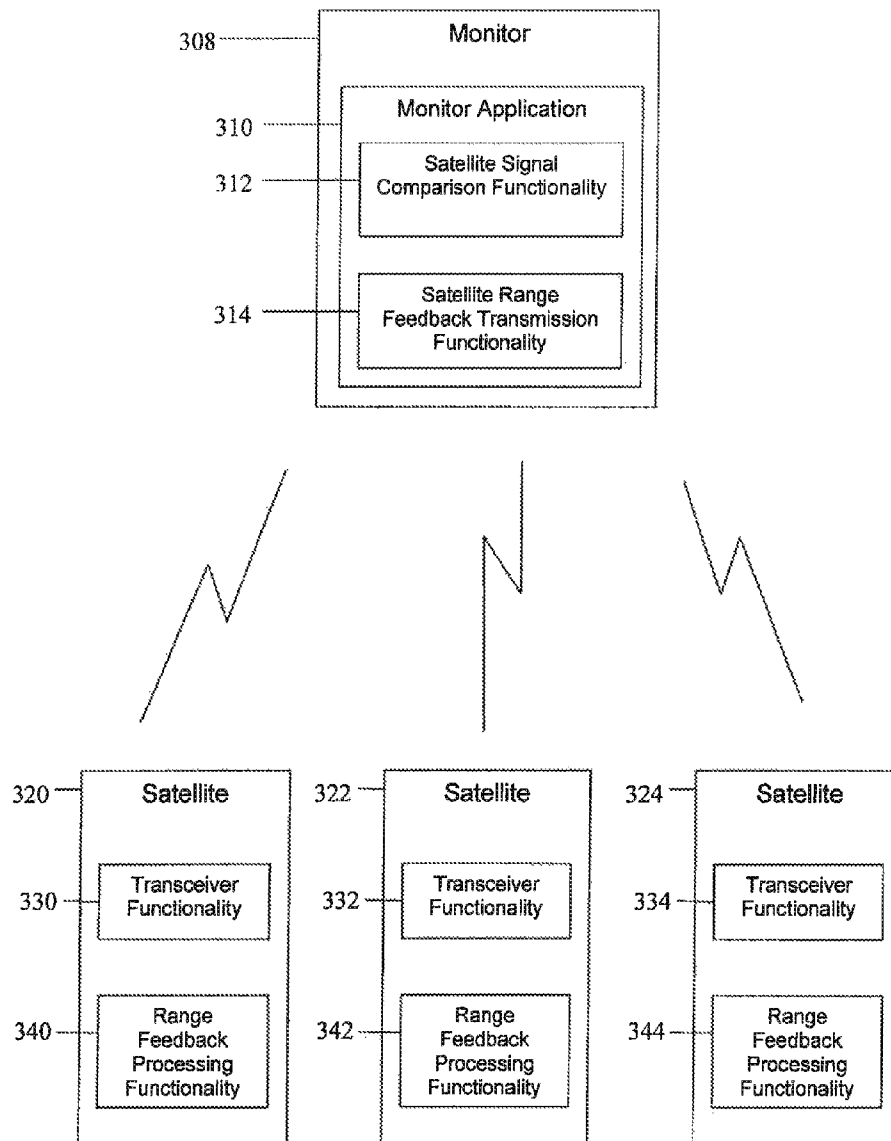 308
Monitor
310
Monitor Application
312
Satellite Signal
Comparison Functionality
314
Satellite Range
Feedback Transmission
Functionality
320
Satellite
322
Satellite
324
Satellite
330
Transceiver
Functionality
332
Transceiver
Functionality
334
Transceiver
Functionality
340
Range
Feedback
Processing
Functionality
342
Range
Feedback
Processing
Functionality
344
Range
Feedback
Processing
Functionality